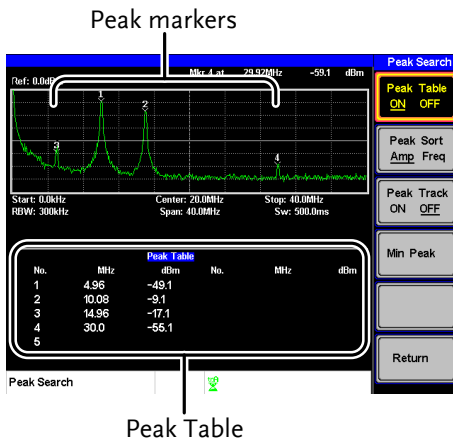 Peak markers
Peak Search
Ref: 0.0dB
Mkr 4 at 29.92MHz -59.1 dBm
1
2
3
4
Start: 0.0kHz Center: 20.0MHz Stop: 40.0MHz
RBW: 300kHz Span: 40.0MHz Sw: 500.0ms
Peak Table
No. MHz dBm No. MHz dBm
1 4.96 -49.1
2 10.08 -9.1
3 14.96 -17.1
4 30.0 -55.1
5
Peak Table
ON OFF
Peak Sort
Amp Freq
Peak Track
ON OFF
Min Peak
Return
Peak Search
Peak Table